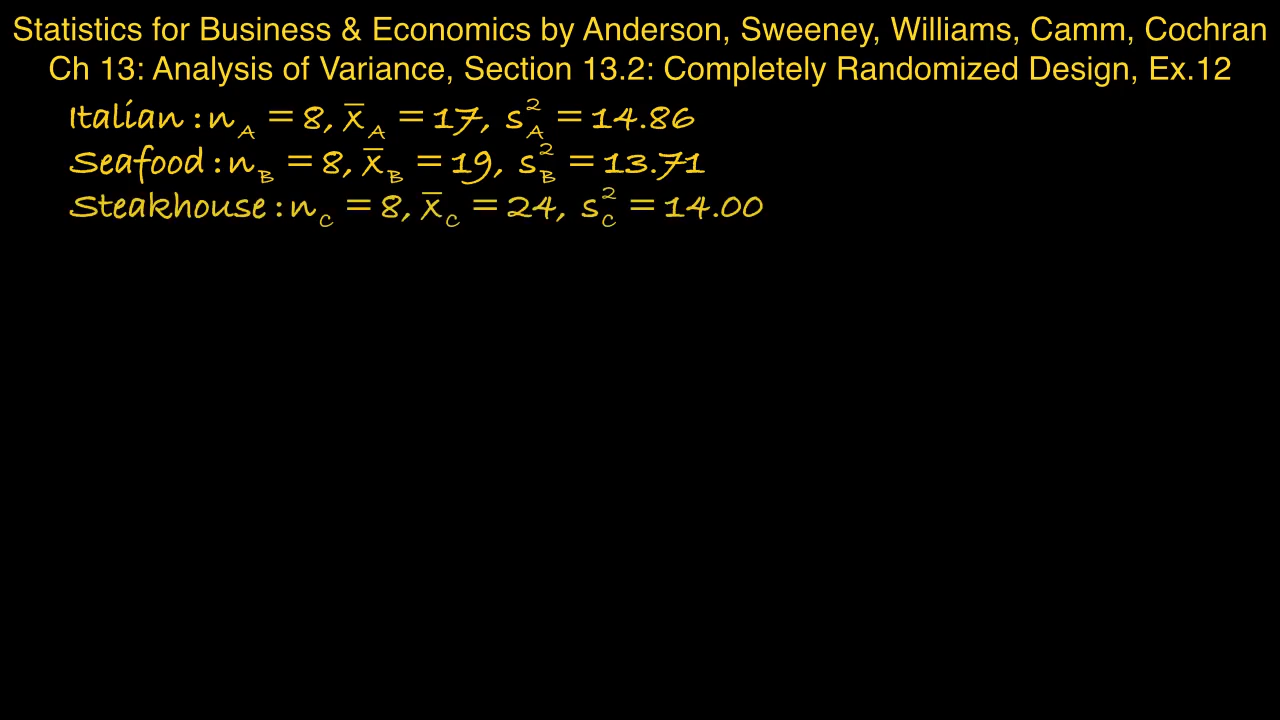 Statistics for Business & Economics by Anderson, Sweeney, Williams, Camm, Cochran
Ch 13: Analysis of Variance, Section 13.2: Completely Randomized Design, Ex.12
Italian : n_A = 8, x̄_A = 17, s²_A = 14.86
Seafood : n_B = 8, x̄_B = 19, s²_B = 13.71
Steakhouse : n_C = 8, x̄_C = 24, s²_C = 14.00